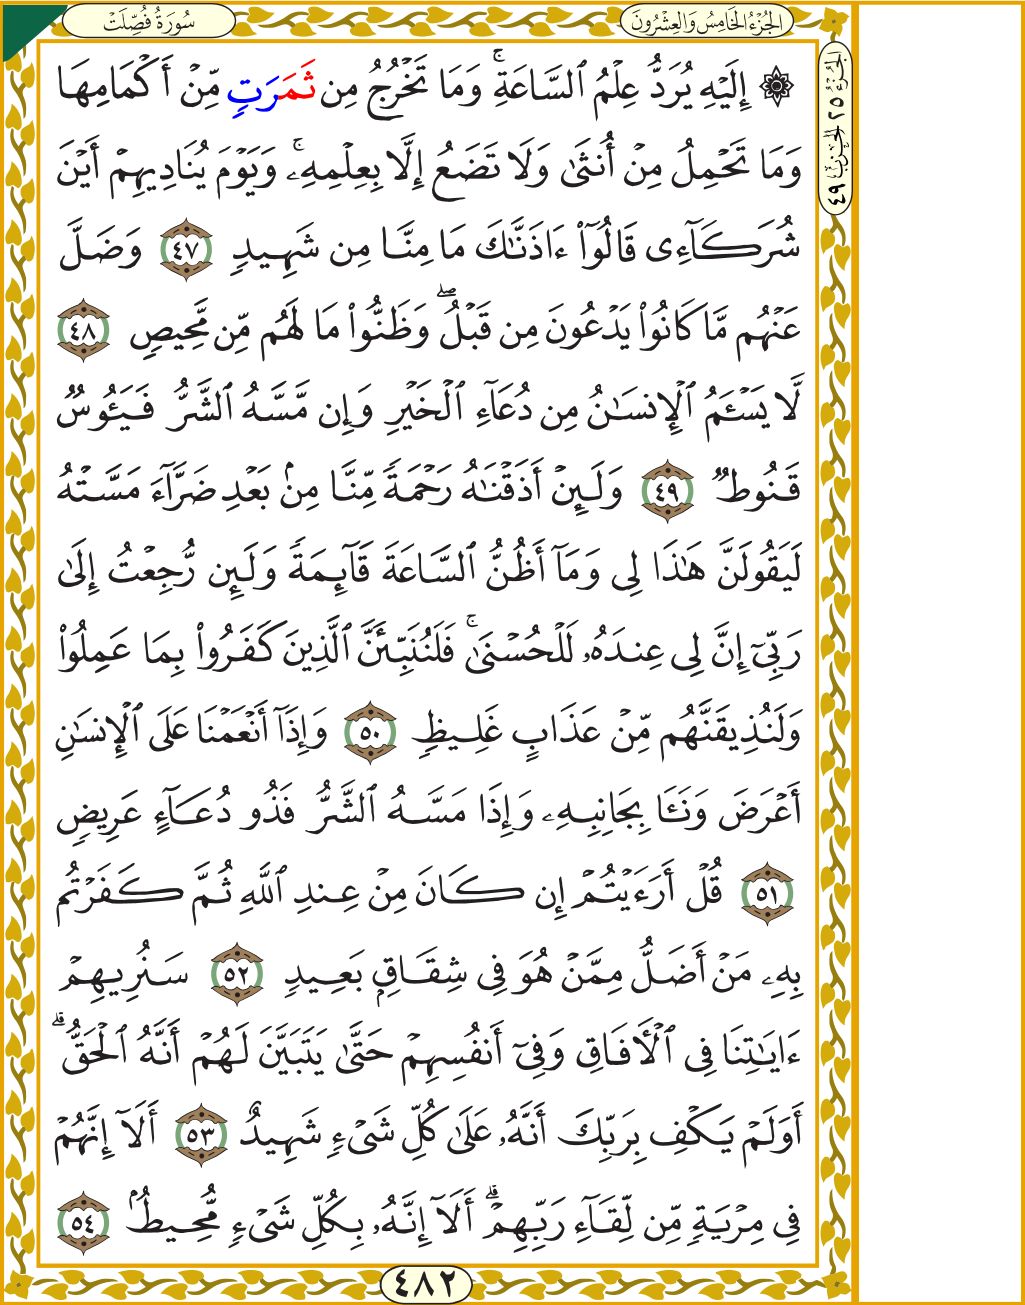 سُورَةُ فُصِّلَتْ
الجُزْءُ الخَامِسُ وَالعِشْرُونَ
الجُزْءُ ٢٥ الحِزْبُ ٤٩
۞ إِلَيْهِ يُرَدُّ عِلْمُ ٱلسَّاعَةِۚ وَمَا تَخْرُجُ مِن ثَمَرَٰتٍ مِّنْ أَكْمَامِهَا
وَمَا تَحْمِلُ مِنْ أُنثَىٰ وَلَا تَضَعُ إِلَّا بِعِلْمِهِۦۚ وَيَوْمَ يُنَادِيهِمْ أَيْنَ
شُرَكَآءِى قَالُوٓا۟ ءَاذَنَّٰكَ مَا مِنَّا مِن شَهِيدٍ ٤٧ وَضَلَّ
عَنْهُم مَّا كَانُوا۟ يَدْعُونَ مِن قَبْلُۖ وَظَنُّوا۟ مَا لَهُم مِّن مَّحِيصٍ ٤٨
لَّا يَسْـَٔمُ ٱلْإِنسَـٰنُ مِن دُعَآءِ ٱلْخَيْرِ وَإِن مَّسَّهُ ٱلشَّرُّ فَيَـُٔوسٌ
قَنُوطٌ ٤٩ وَلَئِنْ أَذَقْنَـٰهُ رَحْمَةً مِّنَّا مِنۢ بَعْدِ ضَرَّآءَ مَسَّتْهُ
لَيَقُولَنَّ هَـٰذَا لِى وَمَآ أَظُنُّ ٱلسَّاعَةَ قَآئِمَةً وَلَئِن رُّجِعْتُ إِلَىٰ
رَبِّىٓ إِنَّ لِى عِندَهُۥ لَلْحُسْنَىٰۚ فَلَنُنَبِّئَنَّ ٱلَّذِينَ كَفَرُوا۟ بِمَا عَمِلُوا۟
وَلَنُذِيقَنَّهُم مِّنْ عَذَابٍ غَلِيظٍ ٥٠ وَإِذَآ أَنْعَمْنَا عَلَى ٱلْإِنسَـٰنِ
أَعْرَضَ وَنَـَٔا بِجَانِبِهِۦ وَإِذَا مَسَّهُ ٱلشَّرُّ فَذُو دُعَآءٍ عَرِيضٍ
٥١ قُلْ أَرَءَيْتُمْ إِن كَانَ مِنْ عِندِ ٱللَّهِ ثُمَّ كَفَرْتُم
بِهِۦ مَنْ أَضَلُّ مِمَّنْ هُوَ فِى شِقَاقٍۭ بَعِيدٍ ٥٢ سَنُرِيهِمْ
ءَايَـٰتِنَا فِى ٱلْـَٔافَاقِ وَفِىٓ أَنفُسِهِمْ حَتَّىٰ يَتَبَيَّنَ لَهُمْ أَنَّهُ ٱلْحَقُّۗ
أَوَلَمْ يَكْفِ بِرَبِّكَ أَنَّهُۥ عَلَىٰ كُلِّ شَىْءٍ شَهِيدٌ ٥٣ أَلَآ إِنَّهُمْ
فِى مِرْيَةٍ مِّن لِّقَآءِ رَبِّهِمْۗ أَلَآ إِنَّهُۥ بِكُلِّ شَىْءٍ مُّحِيطٌۢ ٥٤
٤٨٢